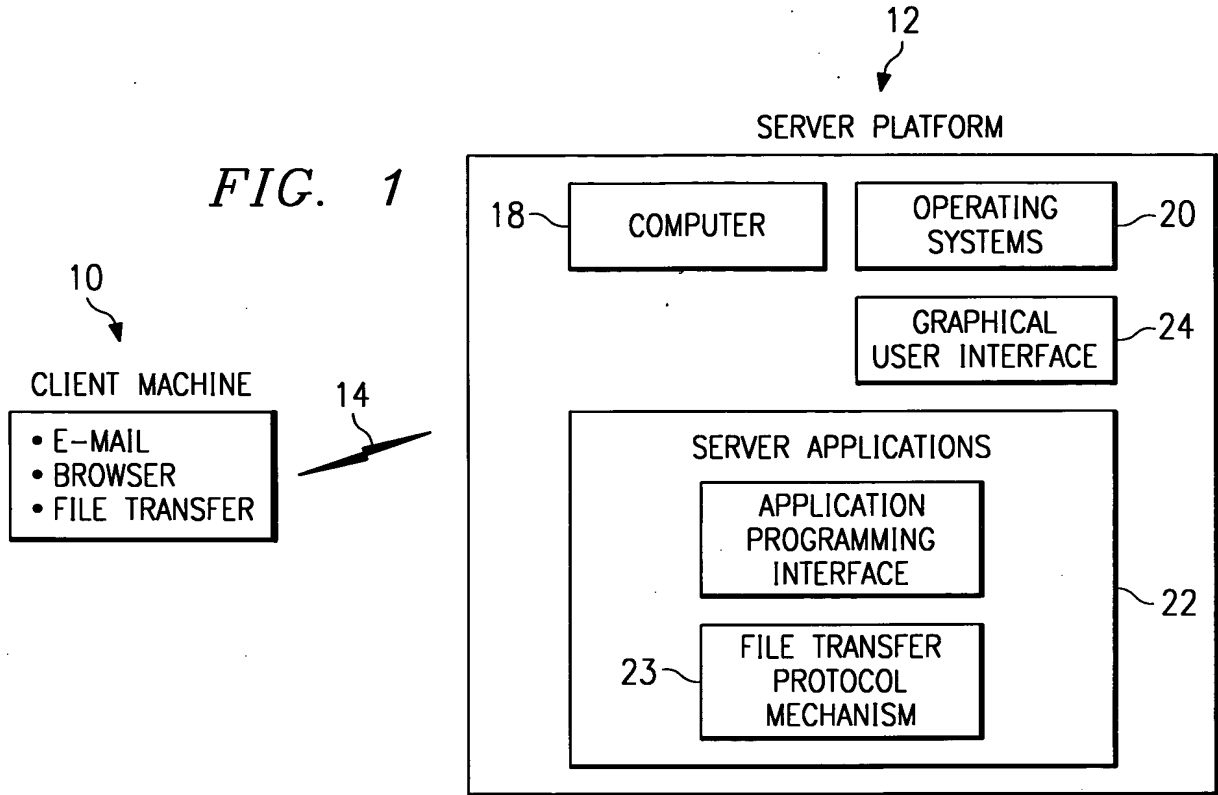 12
SERVER PLATFORM
FIG. 1
18
COMPUTER
OPERATING
SYSTEMS
20
10
GRAPHICAL
USER INTERFACE
24
CLIENT MACHINE
• E-MAIL
• BROWSER
• FILE TRANSFER
14
SERVER APPLICATIONS
APPLICATION
PROGRAMMING
INTERFACE
22
23
FILE TRANSFER
PROTOCOL
MECHANISM